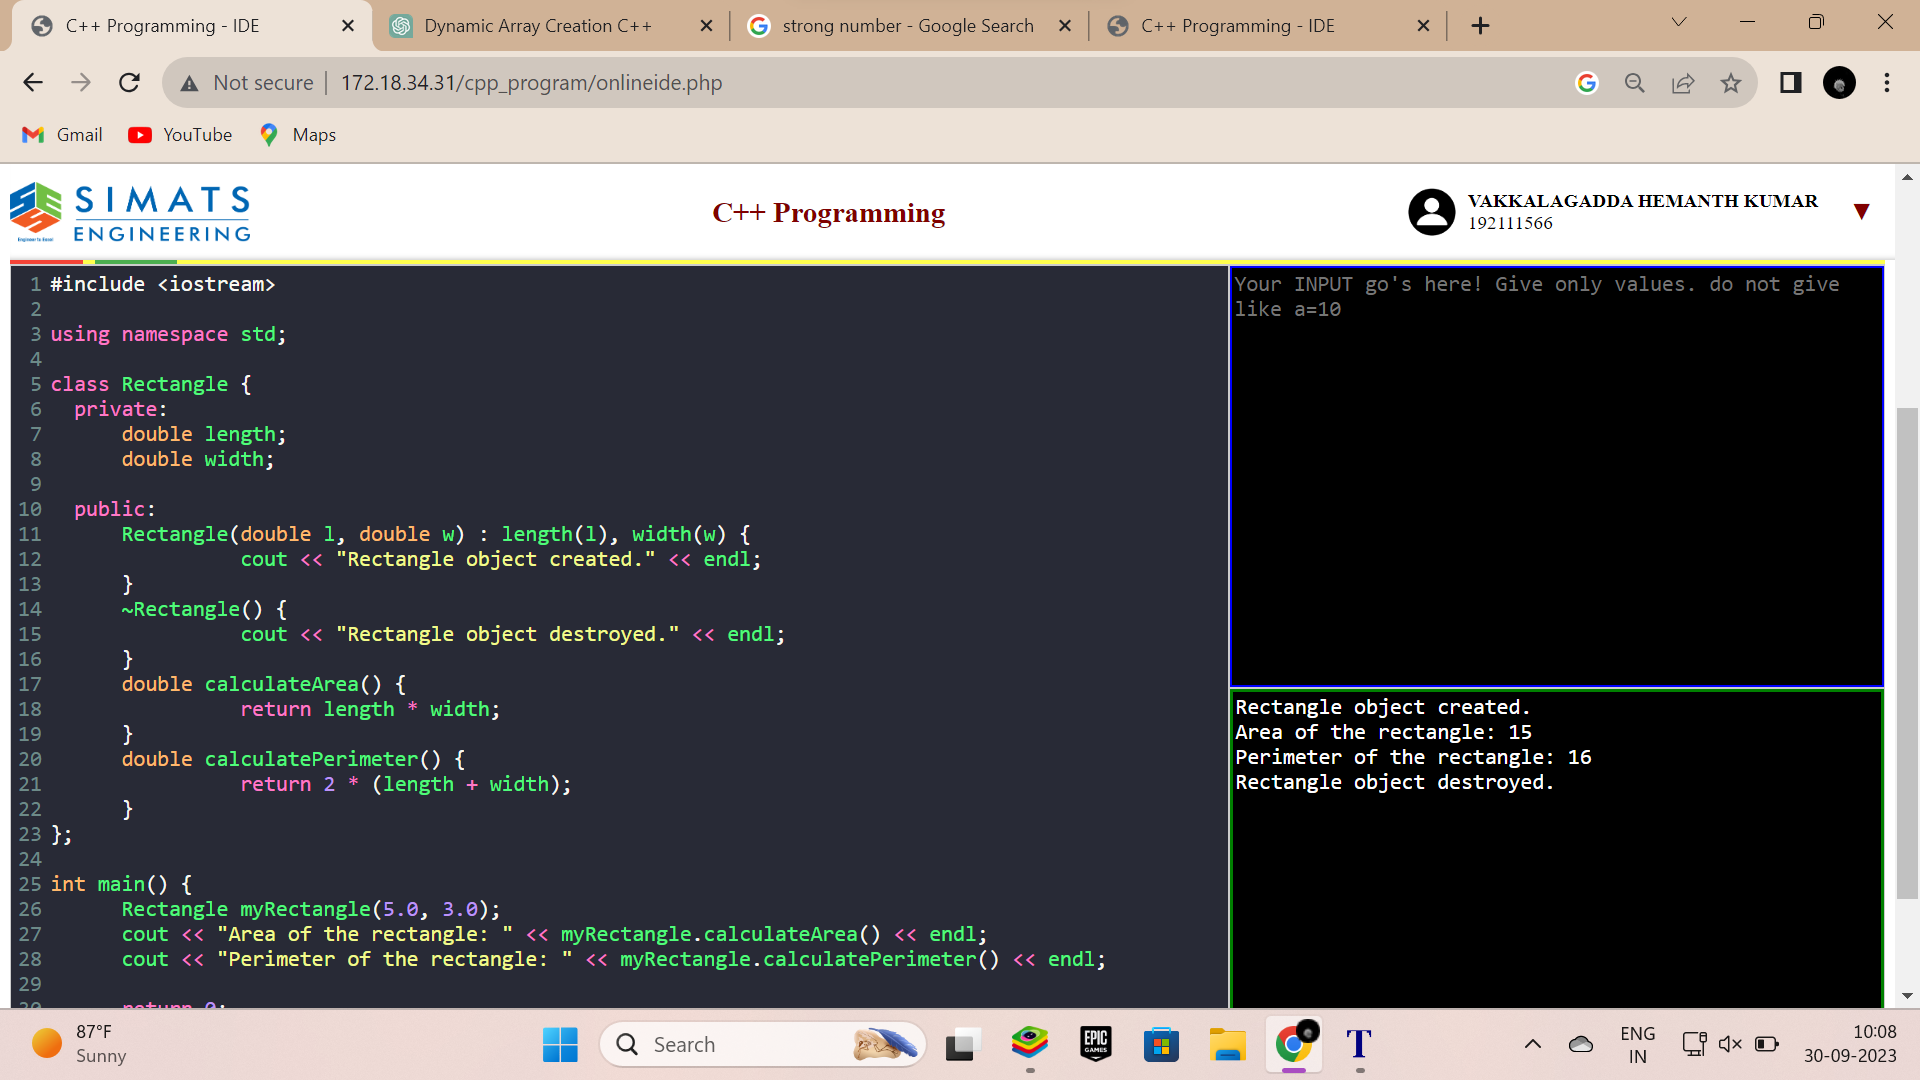 C++ Programming - IDE
Dynamic Array Creation C++
strong number - Google Search
C++ Programming - IDE
Not secure
172.18.34.31/cpp_program/onlineide.php
Gmail
YouTube
Maps
SIMATS
ENGINEERING
Engineer to Excel
C++ Programming
VAKKALAGADDA HEMANTH KUMAR
192111566
1 #include <iostream>
2
3 using namespace std;
4
5 class Rectangle {
6 private:
7 double length;
8 double width;
9
10 public:
11 Rectangle(double l, double w) : length(l), width(w) {
12 cout << "Rectangle object created." << endl;
13 }
14 ~Rectangle() {
15 cout << "Rectangle object destroyed." << endl;
16 }
17 double calculateArea() {
18 return length * width;
19 }
20 double calculatePerimeter() {
21 return 2 * (length + width);
22 }
23 };
24
25 int main() {
26 Rectangle myRectangle(5.0, 3.0);
27 cout << "Area of the rectangle: " << myRectangle.calculateArea() << endl;
28 cout << "Perimeter of the rectangle: " << myRectangle.calculatePerimeter() << endl;
29
30 return 0;
Your INPUT go's here! Give only values. do not give
like a=10
Rectangle object created.
Area of the rectangle: 15
Perimeter of the rectangle: 16
Rectangle object destroyed.
87°F
Sunny
Search
EPIC
GAMES
T
ENG
IN
10:08
30-09-2023